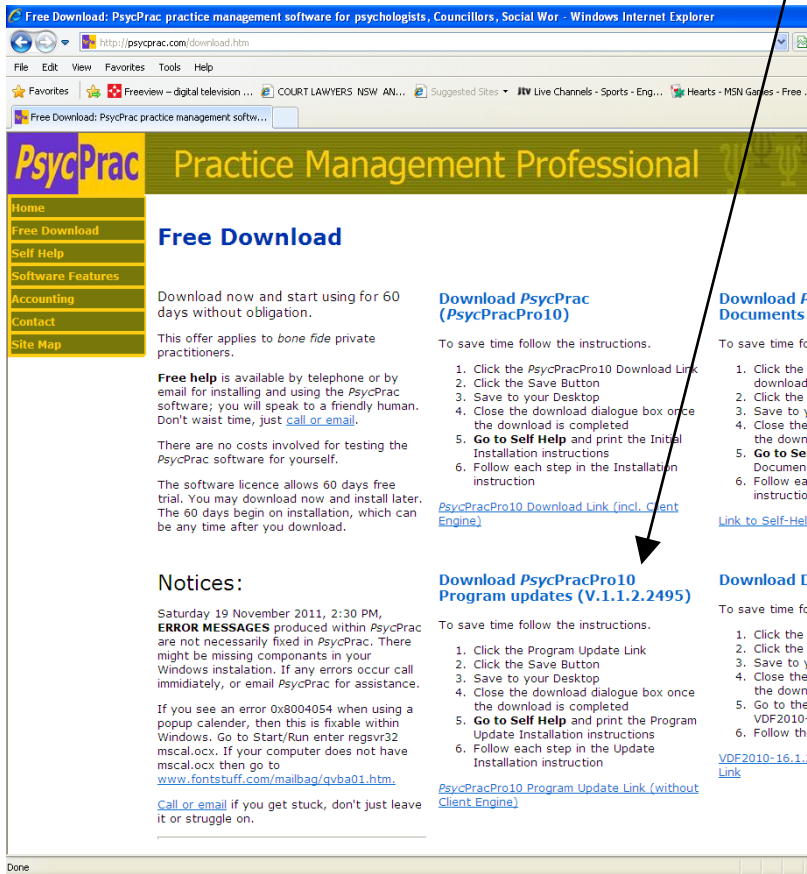 Free Download: PsycPrac practice management software for psychologists, Councillors, Social Wor - Windows Internet Explorer
http://psycprac.com/download.htm
File Edit View Favorites Tools Help
Favorites Freeview – digital television ... COURT LAWYERS NSW AN... Suggested Sites Jtv Live Channels - Sports - Eng... Hearts - MSN Games - Free
Free Download: PsycPrac practice management softw...
PsycPrac Practice Management Professional
Home
Free Download
Self Help
Software Features
Accounting
Contact
Site Map
Free Download
Download now and start using for 60
days without obligation.
This offer applies to bone fide private
practitioners.
Free help is available by telephone or by
email for installing and using the PsycPrac
software; you will speak to a friendly human.
Don't waist time, just call or email.
There are no costs involved for testing the
PsycPrac software for yourself.
The software licence allows 60 days free
trial. You may download now and install later.
The 60 days begin on installation, which can
be any time after you download.
Notices:
Saturday 19 November 2011, 2:30 PM,
ERROR MESSAGES produced within PsycPrac
are not necessarily fixed in PsycPrac. There
might be missing componants in your
Windows instalation. If any errors occur call
immidiately, or email PsycPrac for assistance.
If you see an error 0x8004054 when using a
popup calender, then this is fixable within
Windows. Go to Start/Run enter regsvr32
mscal.ocx. If your computer does not have
mscal.ocx then go to
www.fontstuff.com/mailbag/qvba01.htm.
Call or email if you get stuck, don't just leave
it or struggle on.
Download PsycPrac
(PsycPracPro10)
To save time follow the instructions.
1. Click the PsycPracPro10 Download Link
2. Click the Save Button
3. Save to your Desktop
4. Close the download dialogue box once
the download is completed
5. Go to Self Help and print the Initial
Installation instructions
6. Follow each step in the Installation
instruction
PsycPracPro10 Download Link (incl. Client
Engine)
Download PsycPracPro10
Program updates (V.1.1.2.2495)
To save time follow the instructions.
1. Click the Program Update Link
2. Click the Save Button
3. Save to your Desktop
4. Close the download dialogue box once
the download is completed
5. Go to Self Help and print the Program
Update Installation instructions
6. Follow each step in the Update
Installation instruction
PsycPracPro10 Program Update Link (without
Client Engine)
Download
Documents
To save time
1. Click the
download
2. Click the
3. Save to
4. Close the
the
5. Go to
6. Follow
Link to
Download
To save time
1. Click the
2. Click the
3. Save to
4. Close the
the
5. Go to the
VDF2010-
6. Follow
VDF2010-16.1.
Link
Done